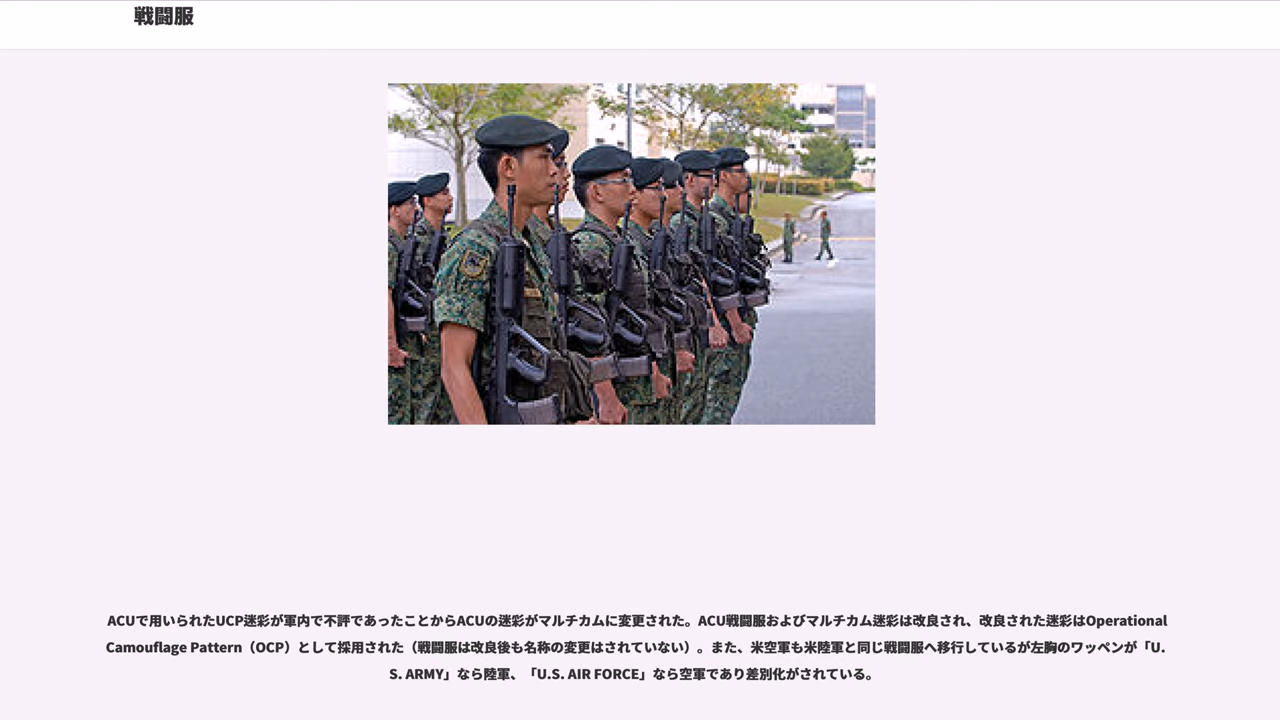 戦闘服
ACUで用いられたUCP迷彩が軍内で不評であったことからACUの迷彩がマルチカムに変更された。ACU戦闘服およびマルチカム迷彩は改良され、改良された迷彩はOperational
Camouflage Pattern（OCP）として採用された（戦闘服は改良後も名称の変更はされていない）。また、米空軍も米陸軍と同じ戦闘服へ移行しているが左胸のワッペンが「U.
S. ARMY」なら陸軍、「U.S. AIR FORCE」なら空軍であり差別化がされている。